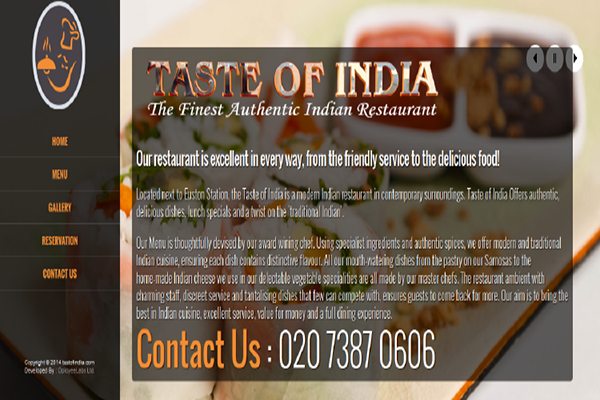 HOME
MENU
GALLERY
RESERVATION
CONTACT US
Copyright © 2014 tasteofindia.com
Developed By :
TASTE OF INDIA
The Finest Authentic Indian Restaurant
Our restaurant is excellent in every way, from the friendly service to the delicious food!
Located next to Euston Station, the Taste of India is a modern Indian restaurant in contemporary surroundings. Taste of India Offers authentic,
delicious dishes, lunch specials and a twist on the 'traditional Indian'.
Our Menu is thoughtfully devised by our award wining chef. Using specialist ingredients and authentic spices, we offer modern and traditional
Indian cuisine, ensuring each dish contains distinctive flavour. All our mouth-watering dishes from the pastry on our Samosas to the
home-made Indian cheese we use in our delectable vegetable specialities are all made by our master chefs. The restaurant ambient with
charming staff, discreet service and tantalising dishes that few can compete with, ensures guests to come back for more. Our aim is to bring the
best in Indian cuisine, excellent service, value for money and a full dining experience.
Contact Us : 020 7387 0606